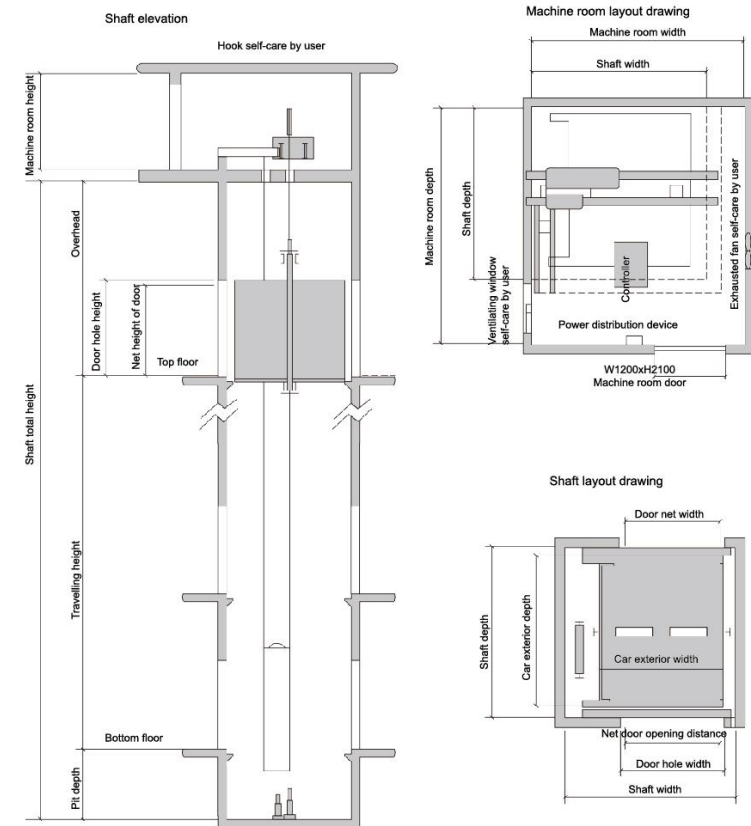 Shaft elevation
Hook self-care by user
Machine room height
Overhead
Door hole height
Net height of door
Top floor
Shaft total height
Travelling height
Bottom floor
Pit depth
Machine room layout drawing
Machine room width
Shaft width
Machine room depth
Shaft depth
Ventilating window
self-care by user
Controller
Exhausted fan self-care by user
Power distribution device
W1200xH2100
Machine room door
Shaft layout drawing
Door net width
Shaft depth
Car exterior depth
Car exterior width
Net door opening distance
Door hole width
Shaft width